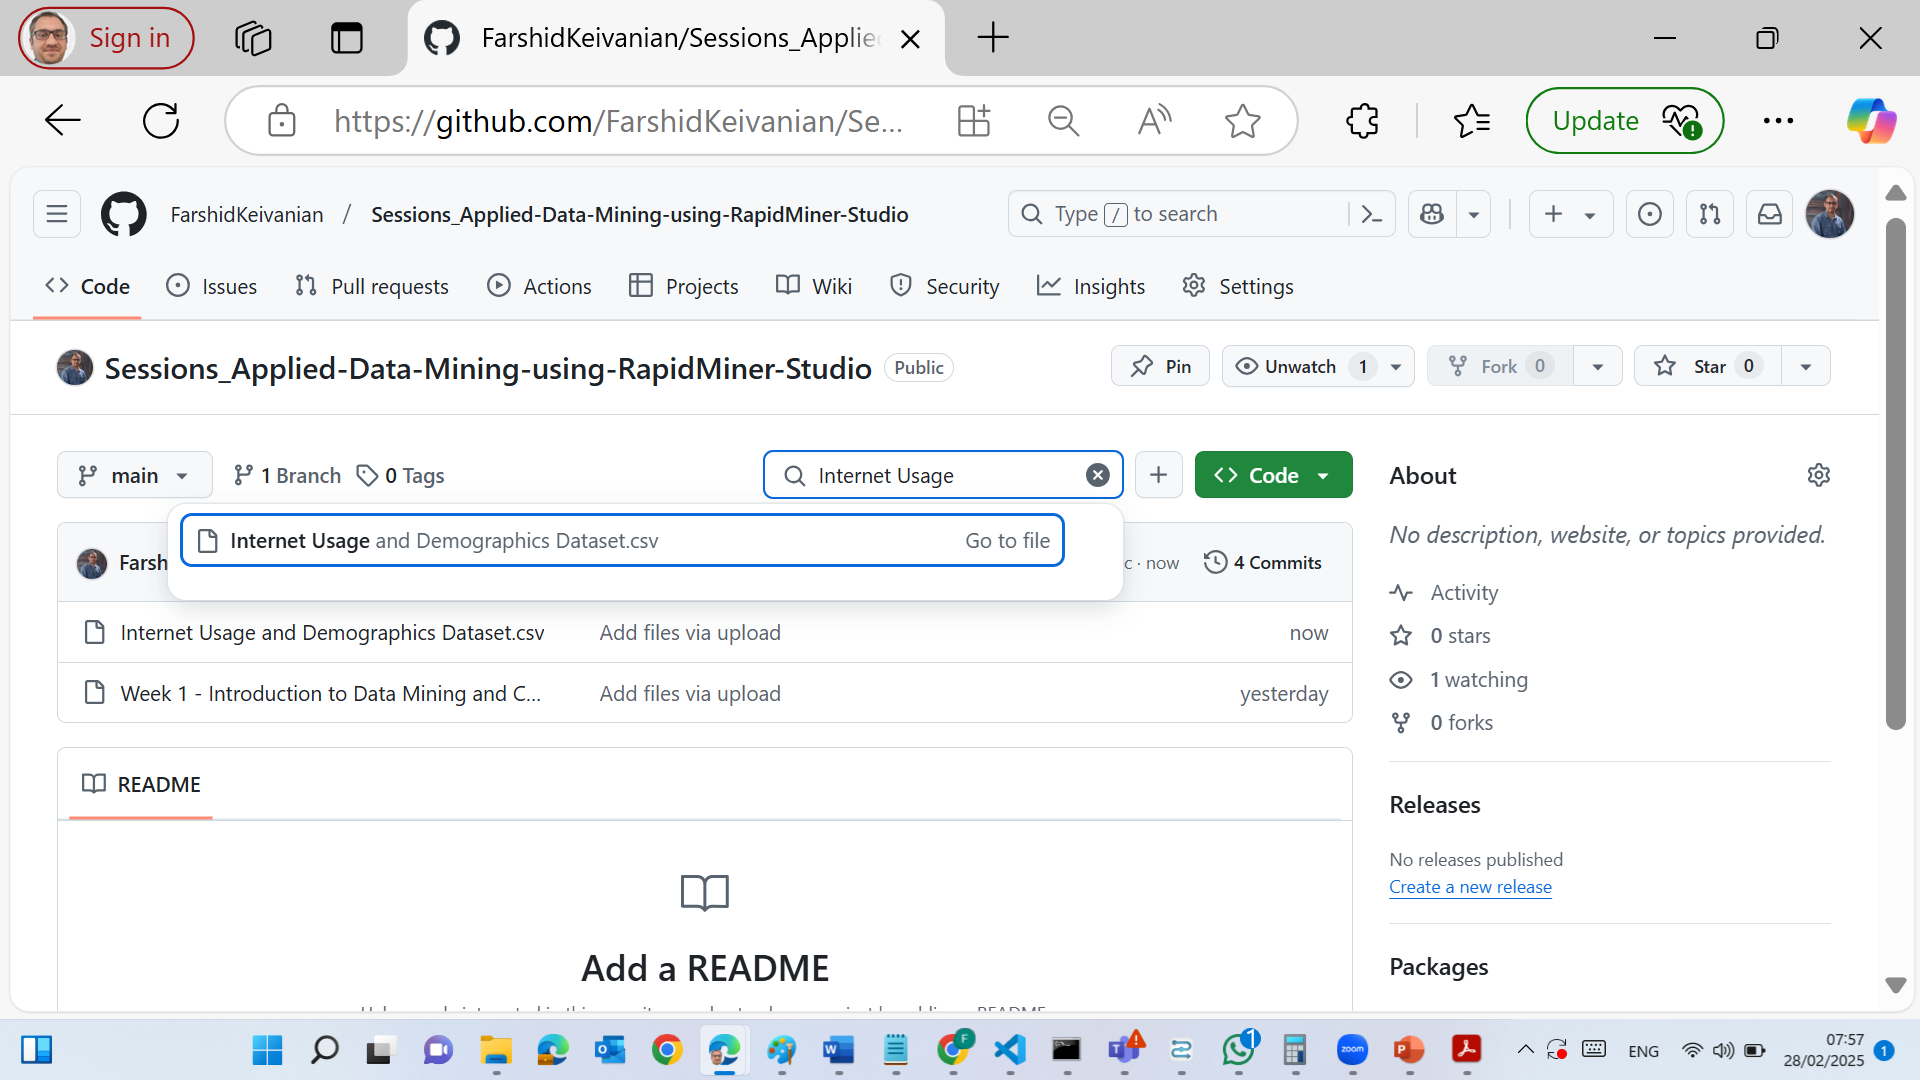 Sign in
FarshidKeivanian/Sessions_Applie
https://github.com/FarshidKeivanian/Se...
Update
FarshidKeivanian / Sessions_Applied-Data-Mining-using-RapidMiner-Studio
Type / to search
Code Issues Pull requests Actions Projects Wiki Security Insights Settings
Sessions_Applied-Data-Mining-using-RapidMiner-Studio Public
Pin Unwatch 1 Fork 0 Star 0
main 1 Branch 0 Tags
Internet Usage
Code
Internet Usage and Demographics Dataset.csv Go to file
Farsh
c · now 4 Commits
Internet Usage and Demographics Dataset.csv Add files via upload now
Week 1 - Introduction to Data Mining and C... Add files via upload yesterday
README
Add a README
About
No description, website, or topics provided.
Activity
0 stars
1 watching
0 forks
Releases
No releases published
Create a new release
Packages
ENG
07:57
28/02/2025
1